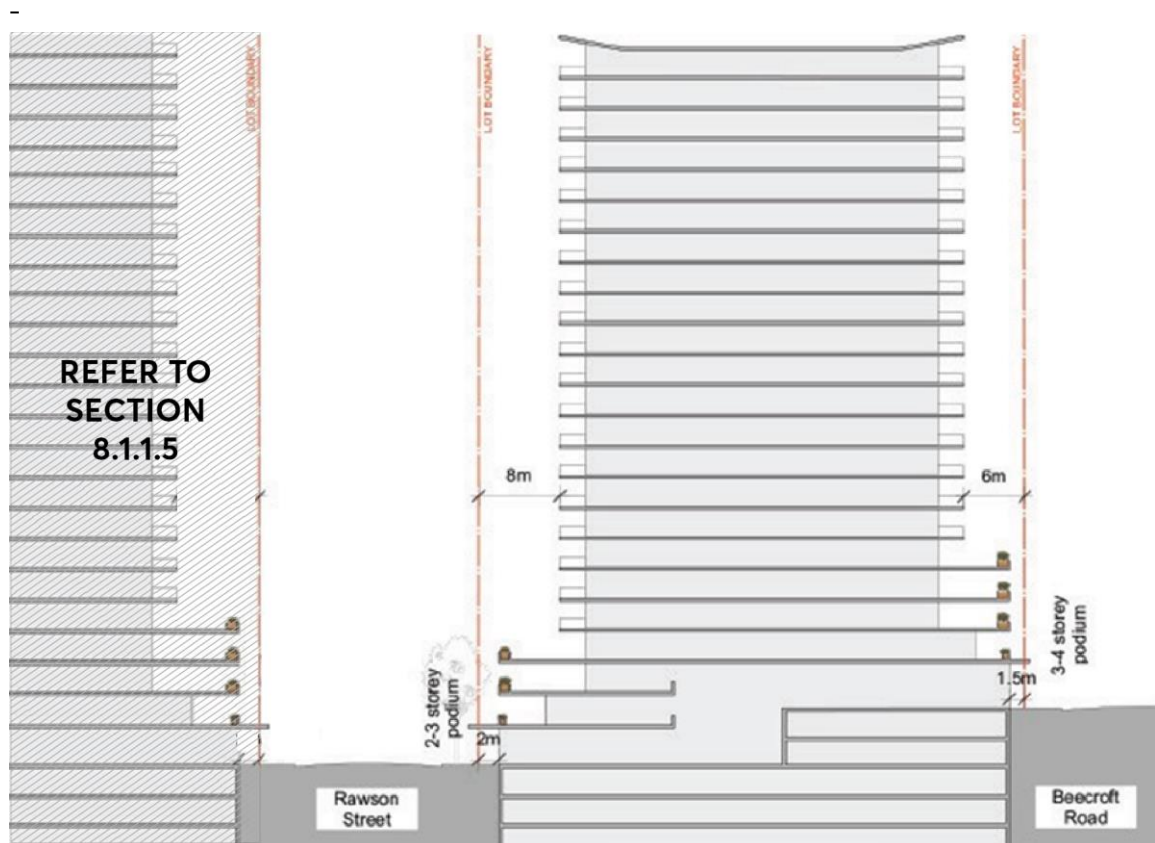 LOT BOUNDARY
LOT BOUNDARY
LOT BOUNDARY
REFER TO
SECTION
8.1.1.5
8m
6m
2-3 storey
podium
2m
3-4 storey
podium
1.5m
Rawson
Street
Beecroft
Road